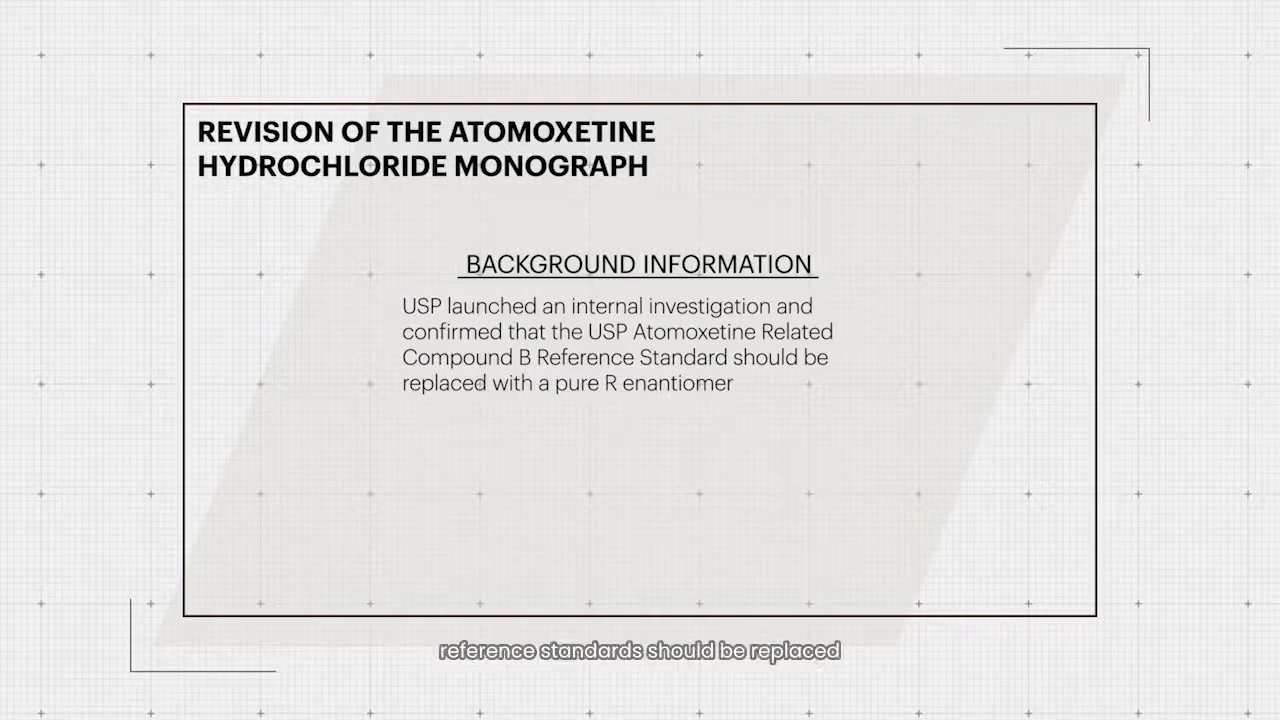 REVISION OF THE ATOMOXETINE
HYDROCHLORIDE MONOGRAPH
BACKGROUND INFORMATION
USP launched an internal investigation and
confirmed that the USP Atomoxetine Related
Compound B Reference Standard should be
replaced with a pure R enantiomer
reference standards should be replaced